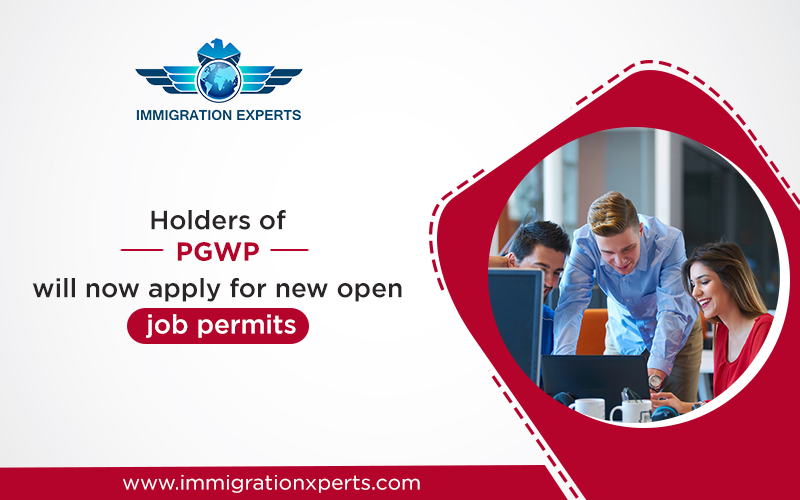 IMMIGRATION EXPERTS
Holders of
PGWP
will now apply for new open
job permits
www.immigrationxperts.com